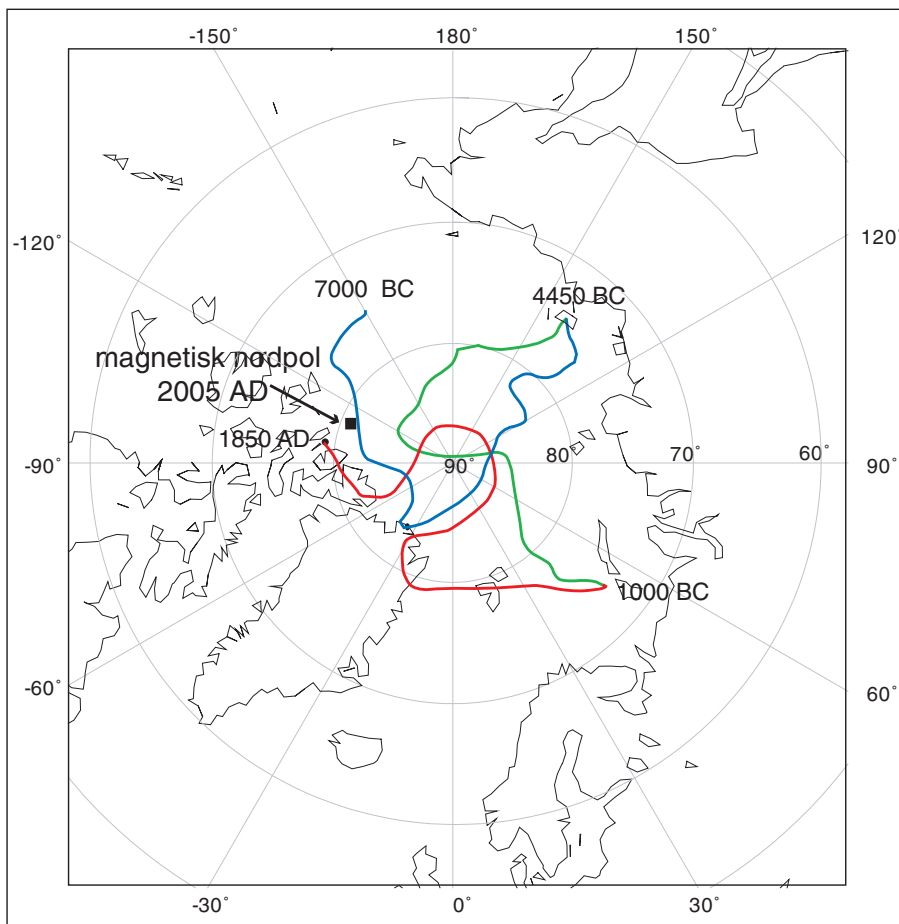 -150˚ 180˚ 150˚
-120˚ 120˚
7000 BC 4450 BC
magnetisk nordpol
2005 AD
1850 AD
-90˚ 90˚ 80˚ 70˚ 60˚ 90˚
1000 BC
-60˚ 60˚
-30˚ 0˚ 30˚